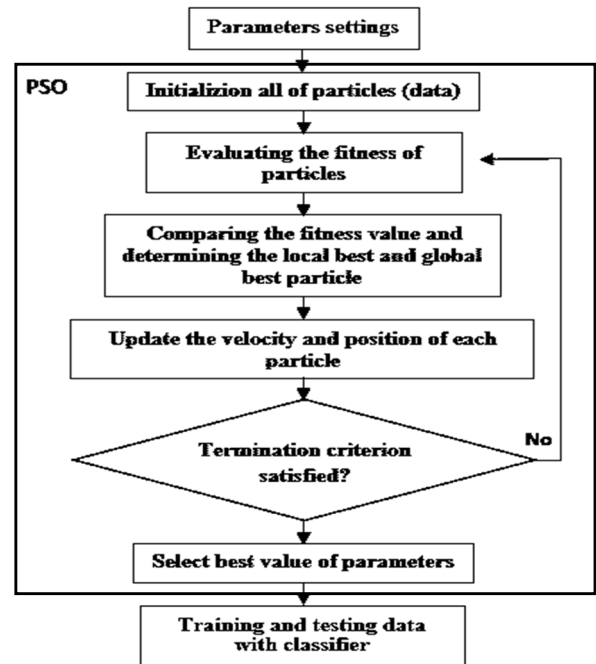 Parameters settings
PSO
Initializion all of particles (data)
Evaluating the fitness of
particles
Comparing the fitness value and
determining the local best and global
best particle
Update the velocity and position of each
particle
No
Termination criterion
satisfied?
Select best value of parameters
Training and testing data
with classifier